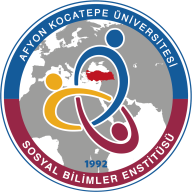 AFYON KOCATEPE ÜNİVERSİTESİ
1992
SOSYAL BİLİMLER ENSTİTÜSÜ